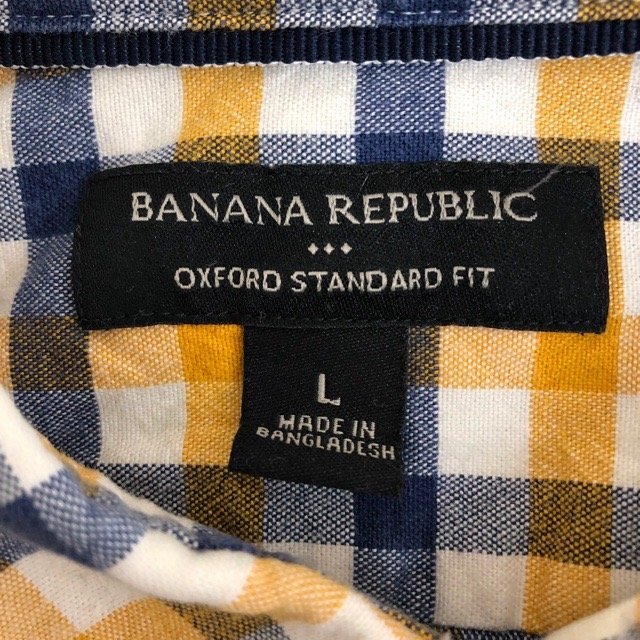 BANANA REPUBLIC
OXFORD STANDARD FIT
L
MADE IN
BANGLADESH